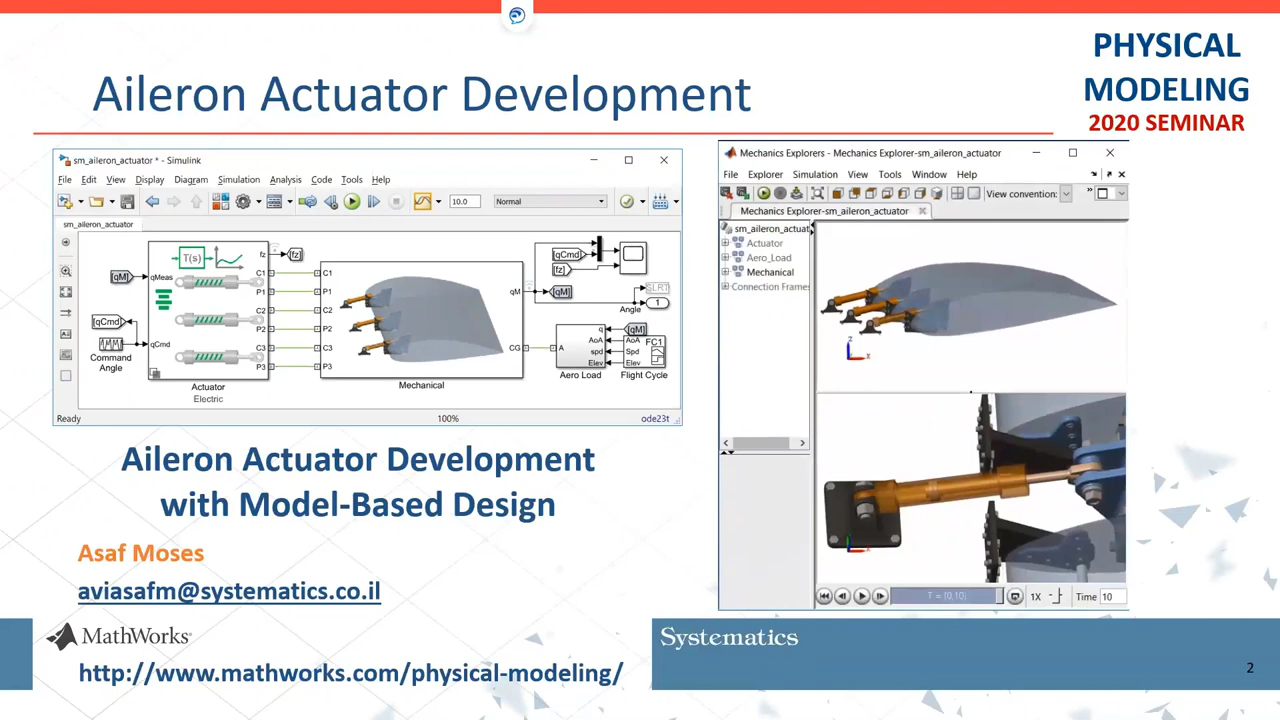 Aileron Actuator Development
PHYSICAL
MODELING
2020 SEMINAR
sm_aileron_actuator * - Simulink
File Edit View Display Diagram Simulation Analysis Code Tools Help
10.0 Normal
sm_aileron_actuator
T(s)
fz
[fz]
[qM]
qMeas
C1
P1
C2
P2
C3
P3
[qCmd]
qCmd
Command
Angle
Actuator
Electric
C1
P1
C2
P2
C3
P3
qM
CG
Mechanical
[qCmd]
[fz]
[qM]
SLRT
1
Angle
A
q
AoA
spd
Elev
Aero Load
[qM]
AoA
Spd
Elev
FC1
Flight Cycle
Ready 100% ode23t
Mechanics Explorers - Mechanics Explorer-sm_aileron_actuator
File Explorer Simulation View Tools Window Help
View convention:
Mechanics Explorer-sm_aileron_actuator
sm_aileron_actuat
Actuator
Aero_Load
Mechanical
Connection Frames
z
x
T = [0,10]
1X
Time 10
Aileron Actuator Development
with Model-Based Design
Asaf Moses
aviasafm@systematics.co.il
MathWorks®
http://www.mathworks.com/physical-modeling/
Systematics
2